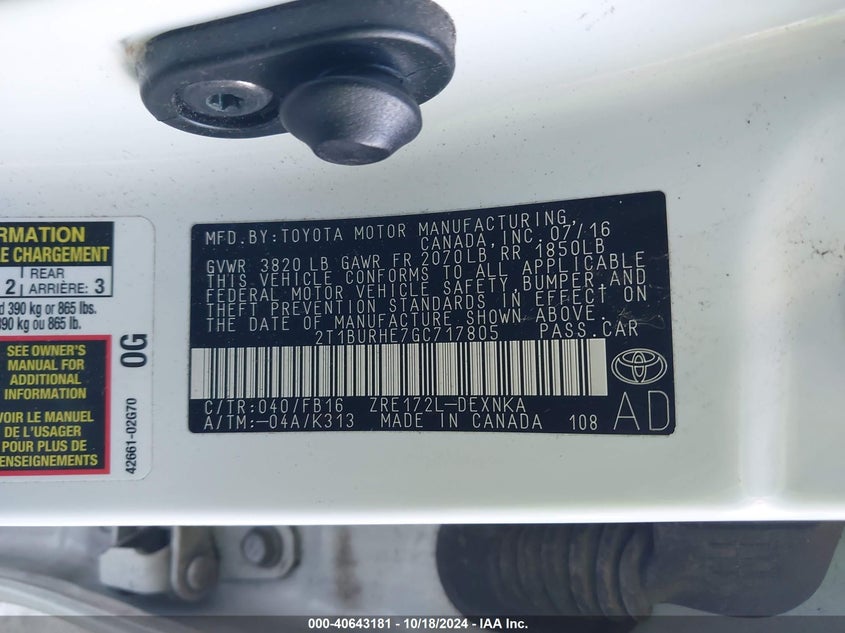 RMATION
LE CHARGEMENT
2 REAR
ARRIÈRE: 3
d 390 kg or 865 lbs.
390 kg ou 865 lb.
SEE OWNER'S
MANUAL FOR
ADDITIONAL
INFORMATION
VOIR LE MANUEL
DE L'USAGER
POUR PLUS DE
RENSEIGNEMENTS
0G
42661-02G70
MFD.BY:TOYOTA MOTOR MANUFACTURING,
CANADA,INC. 07/16
GVWR 3820 LB GAWR FR 2070LB RR 1850LB
THIS VEHICLE CONFORMS TO ALL APPLICABLE
FEDERAL MOTOR VEHICLE SAFETY,BUMPER,AND
THEFT PREVENTION STANDARDS IN EFFECT ON
THE DATE OF MANUFACTURE SHOWN ABOVE.
2T1BURHE7GC717805 PASS.CAR
C/TR:040/FB16 ZRE172L-DEXNKA
A/TM:-04A/K313 MADE IN CANADA 108
AD
000-40643181 - 10/18/2024 - IAA Inc.